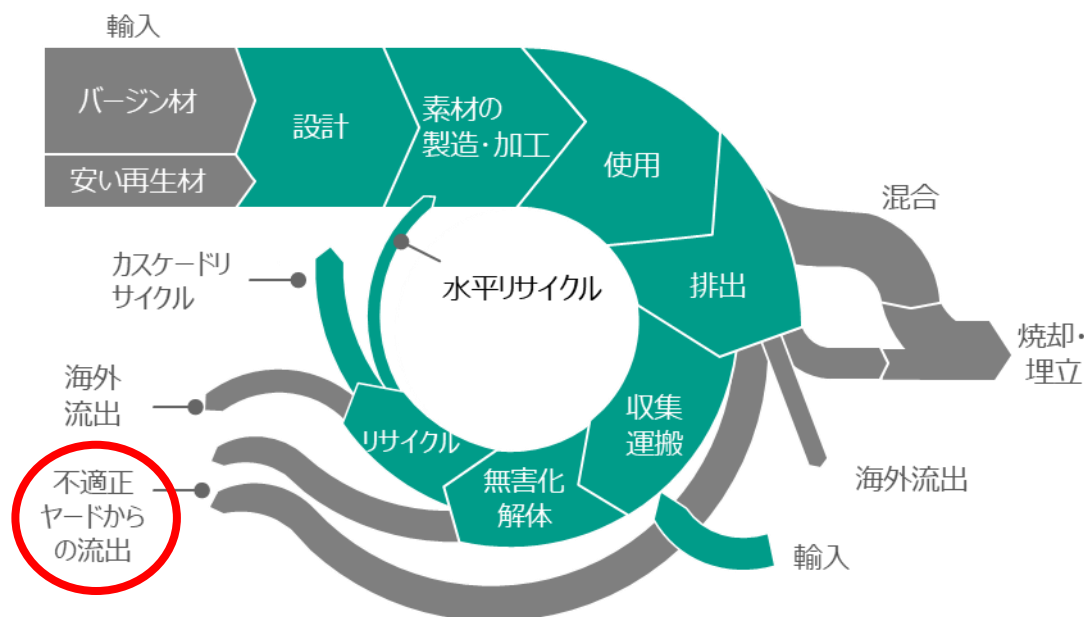 輸入
バージン材
安い再生材
設計
素材の
製造・加工
使用
排出
混合
焼却・
埋立
海外流出
収集
運搬
輸入
無害化
解体
リサイクル
水平リサイクル
カスケードリ
サイクル
海外
流出
不適正
ヤードから
の流出